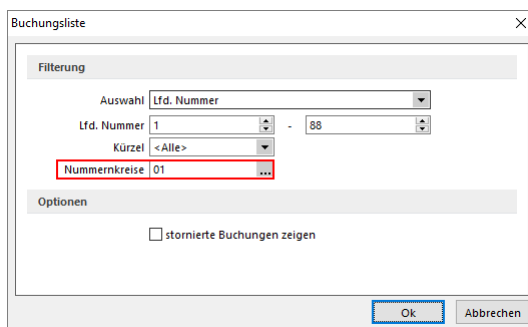 Buchungsliste
Filterung
Auswahl Lfd. Nummer
Lfd. Nummer 1 - 88
Kürzel <Alle>
Nummernkreise 01 ...
Optionen
stornierte Buchungen zeigen
Ok Abbrechen